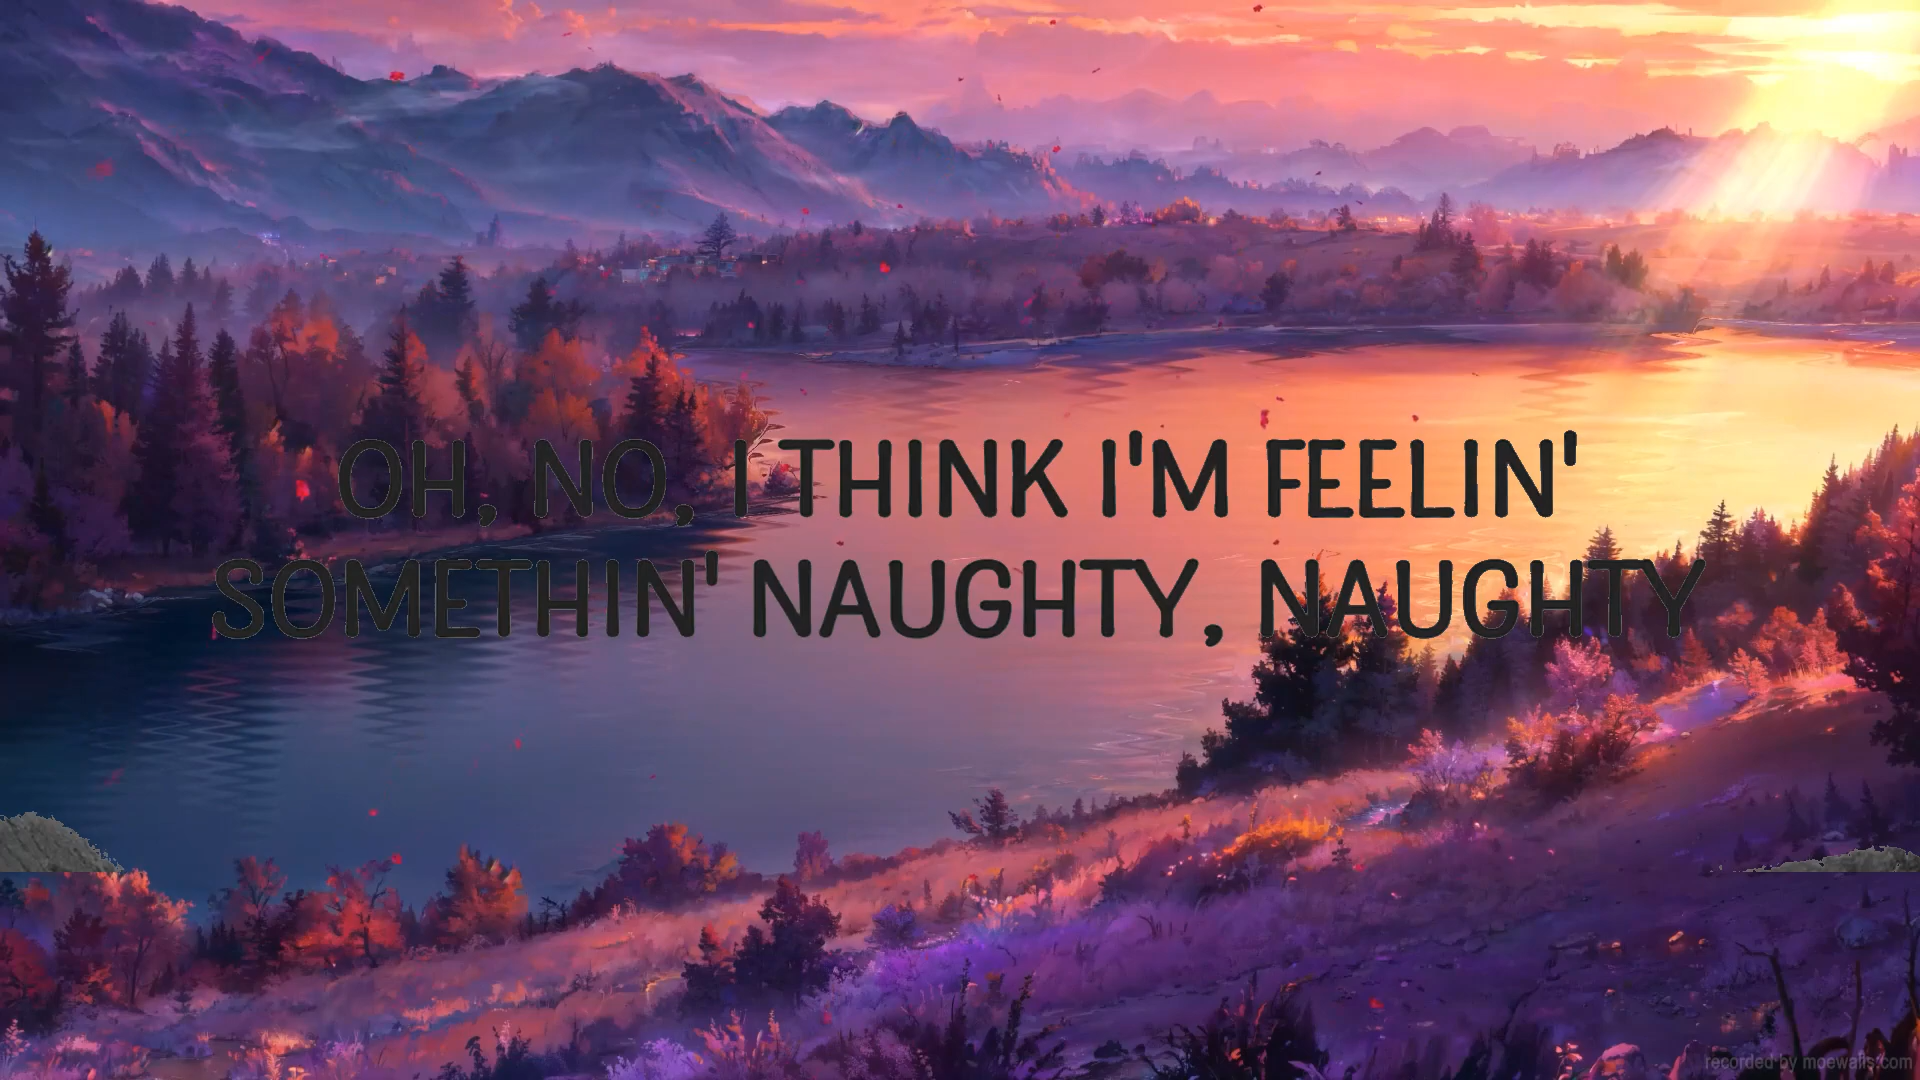 OH, NO, I THINK I'M FEELIN'
SOMETHIN' NAUGHTY, NAUGHTY
recorded by moewalls.com